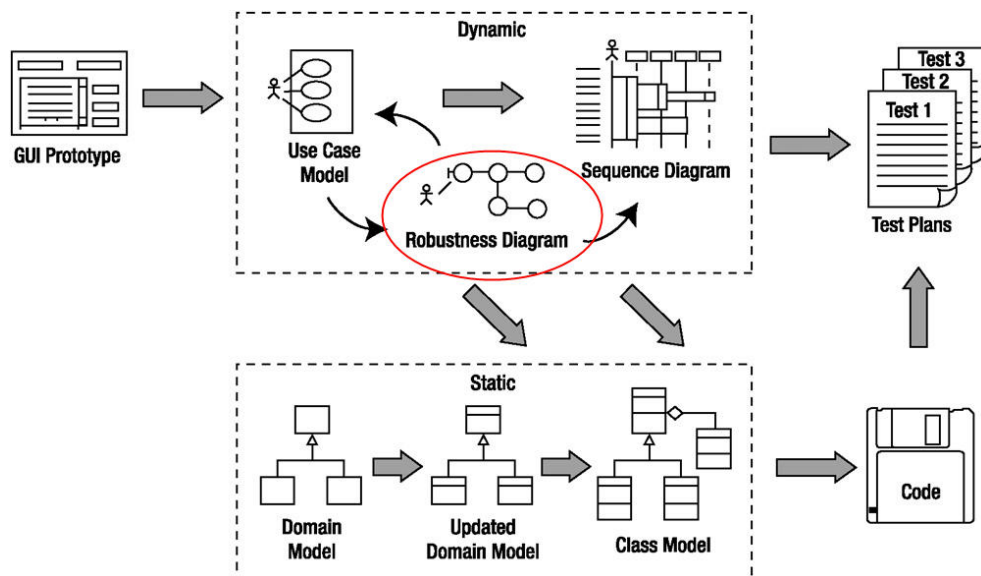 Dynamic
GUI Prototype
Use Case
Model
Sequence Diagram
Robustness Diagram
Test 3
Test 2
Test 1
Test Plans
Static
Domain
Model
Updated
Domain Model
Class Model
Code